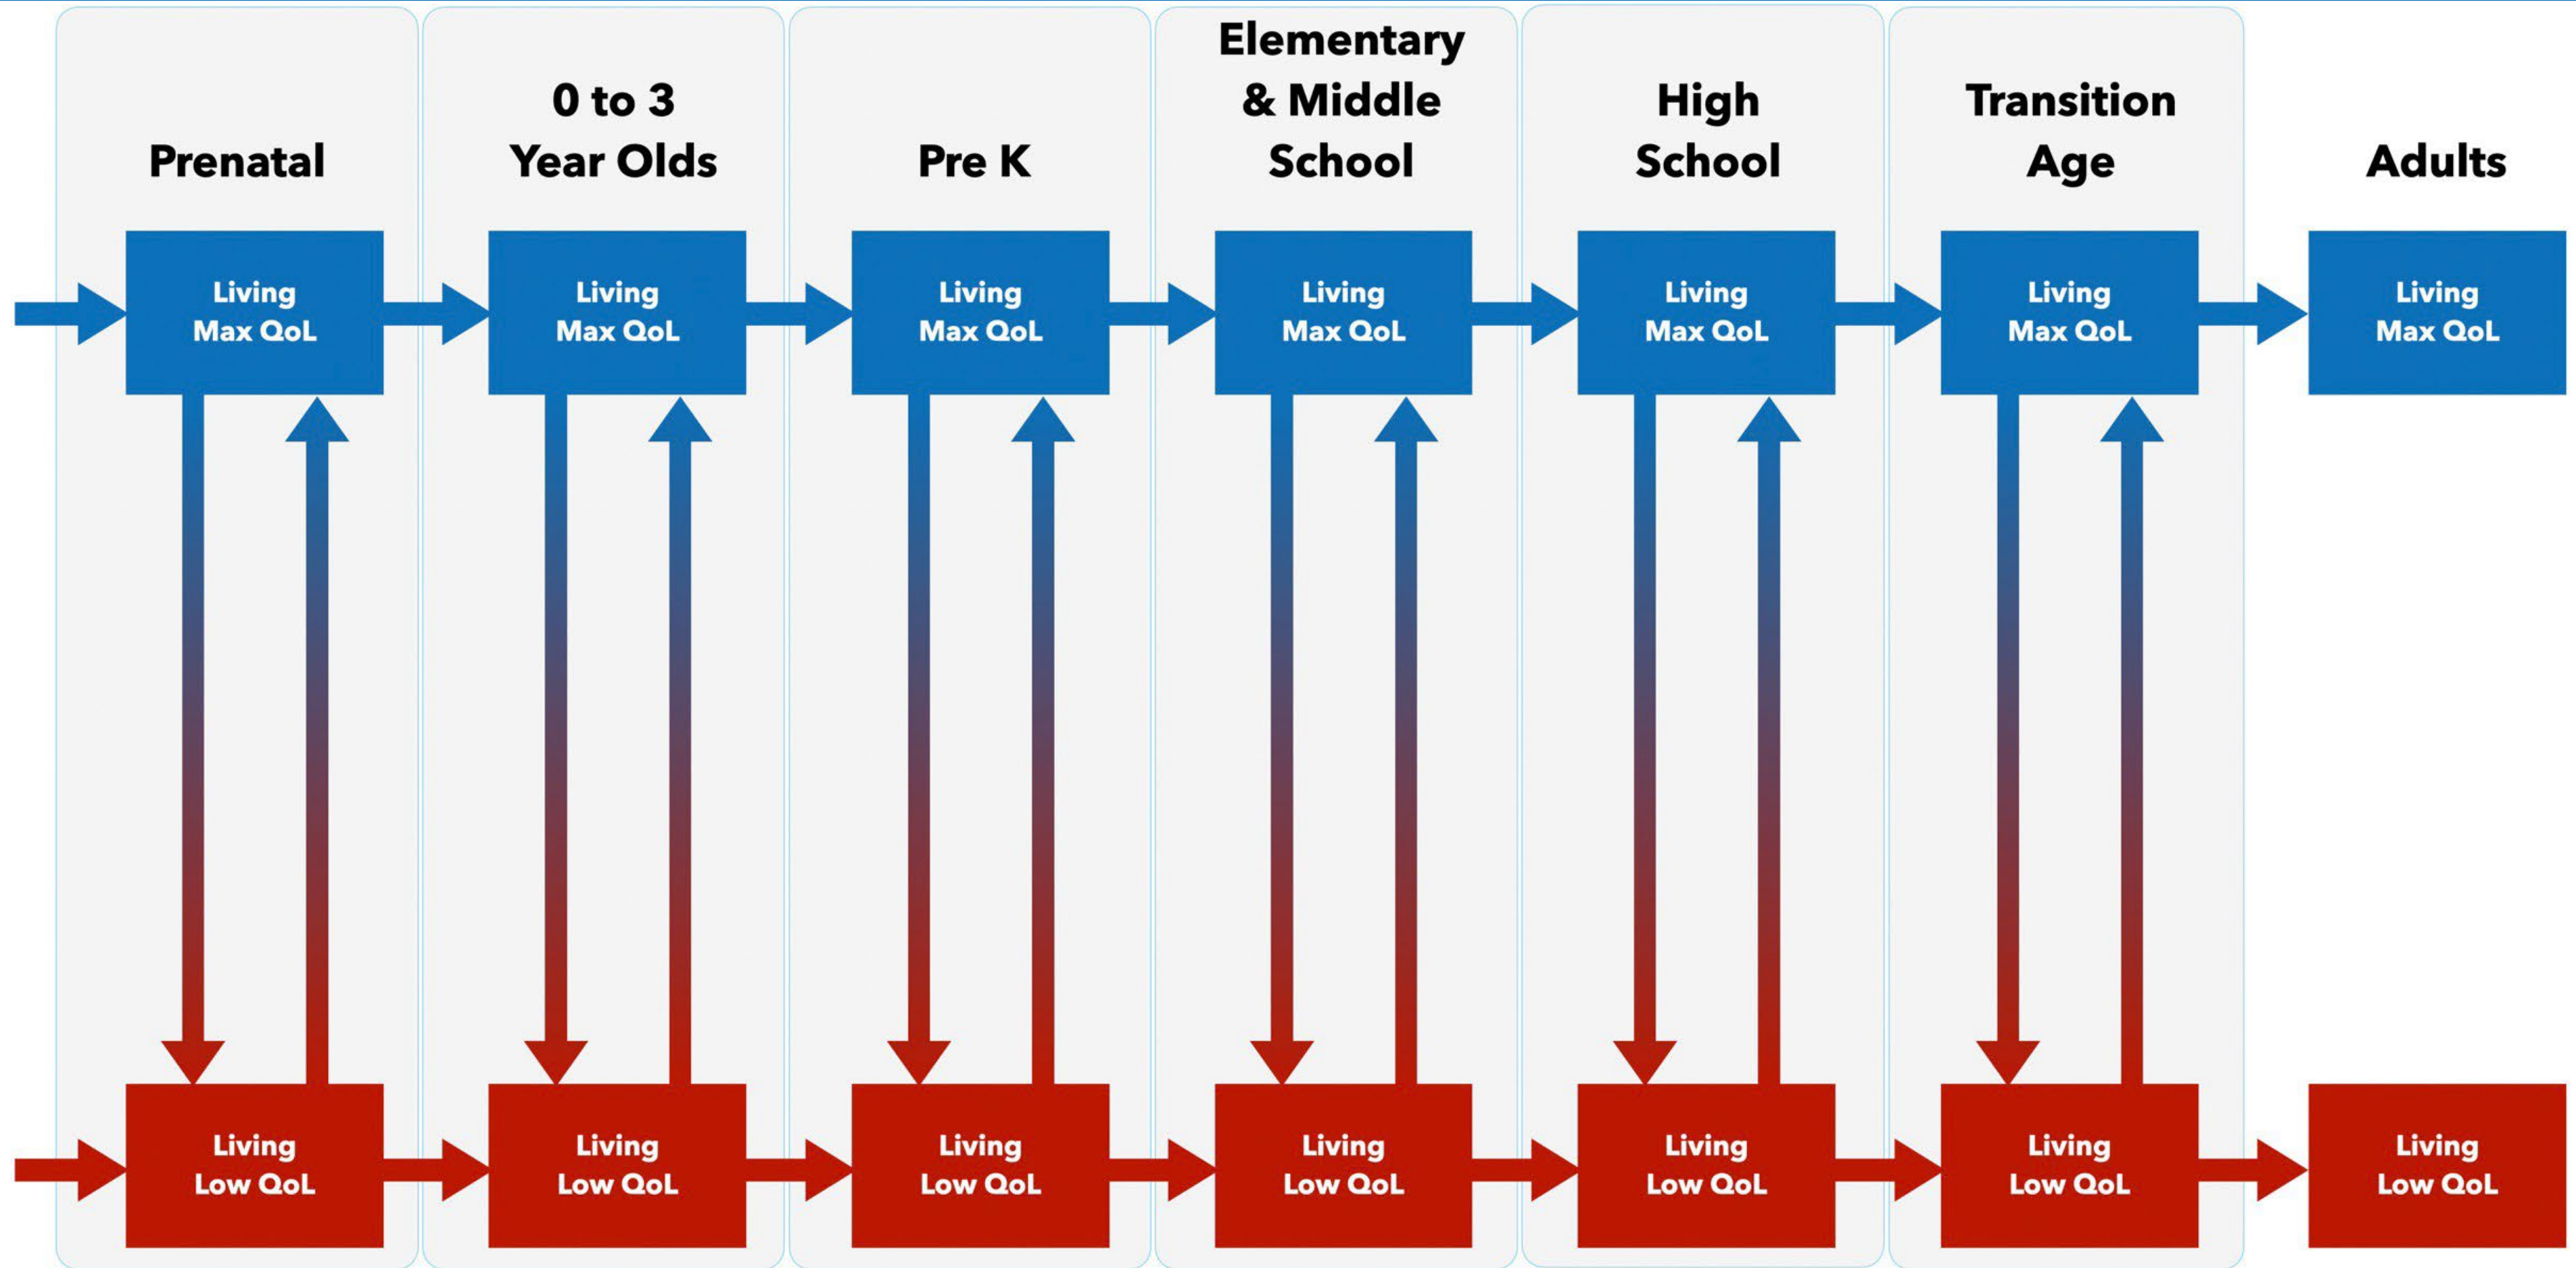 Prenatal
0 to 3
Year Olds
Pre K
Elementary
& Middle
School
High
School
Transition
Age
Adults
Living
Max QoL
Living
Max QoL
Living
Max QoL
Living
Max QoL
Living
Max QoL
Living
Max QoL
Living
Max QoL
Living
Low QoL
Living
Low QoL
Living
Low QoL
Living
Low QoL
Living
Low QoL
Living
Low QoL
Living
Low QoL